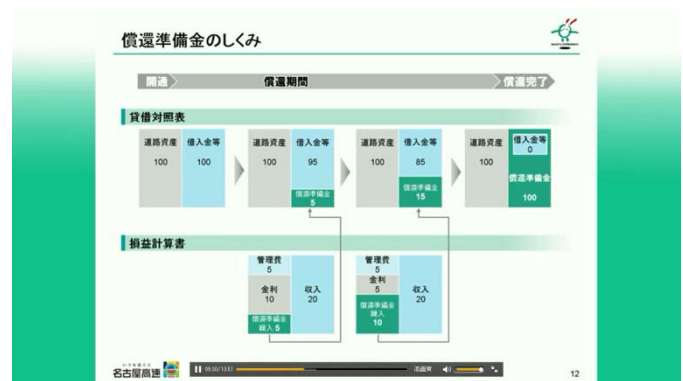 償還準備金のしくみ
開通
償還期間
償還完了
貸借対照表
道路資産
100
借入金等
100
道路資産
100
借入金等
95
償還準備金
5
道路資産
100
借入金等
85
償還準備金
15
道路資産
100
借入金等
0
償還準備金
100
損益計算書
管理費
5
金利
10
償還準備金
繰入 5
収入
20
管理費
5
金利
5
償還準備金
繰入
10
収入
20
名古屋高速
12